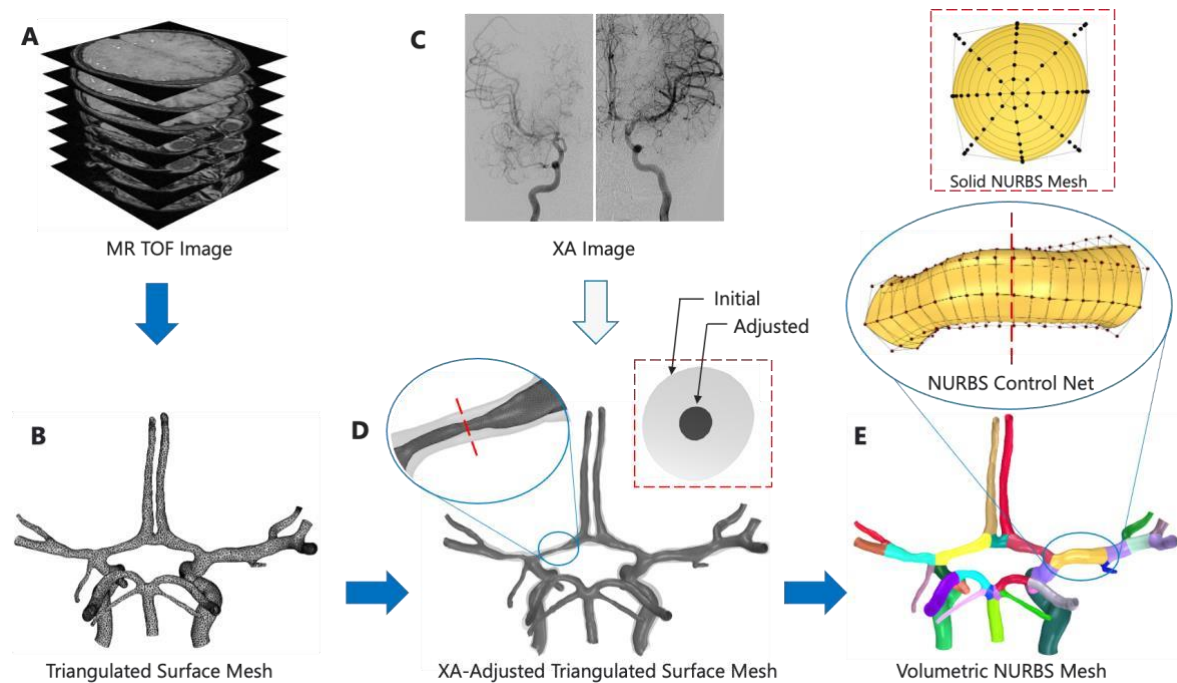 A
MR TOF Image
B
Triangulated Surface Mesh
C
XA Image
Initial
Adjusted
D
XA-Adjusted Triangulated Surface Mesh
Solid NURBS Mesh
NURBS Control Net
E
Volumetric NURBS Mesh